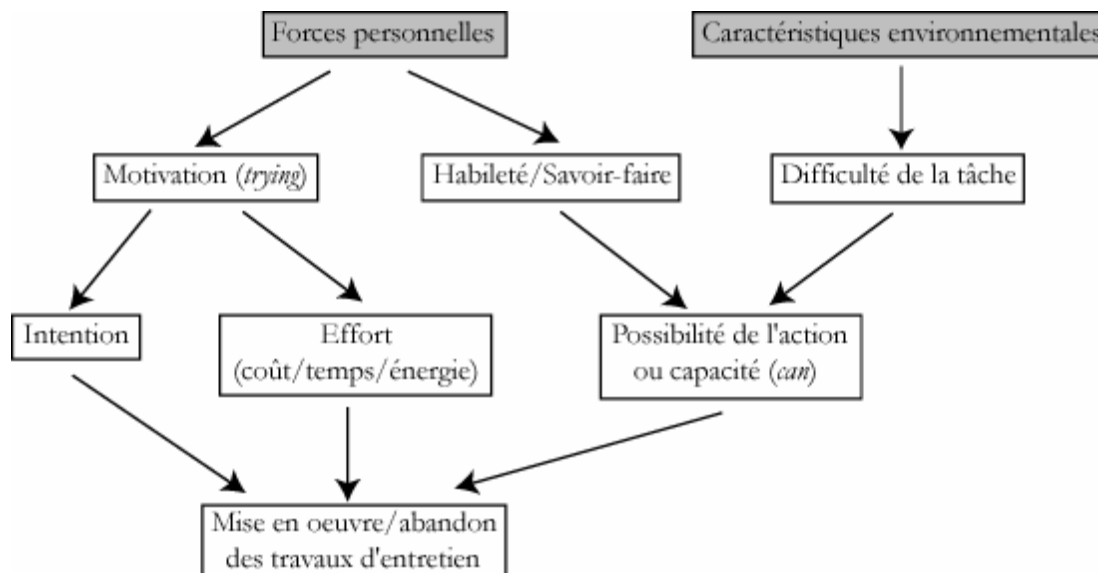 Forces personnelles
Caractéristiques environnementales
Motivation (trying)
Habileté/Savoir-faire
Difficulté de la tâche
Intention
Effort
(coût/temps/énergie)
Possibilité de l'action
ou capacité (can)
Mise en oeuvre/abandon
des travaux d'entretien